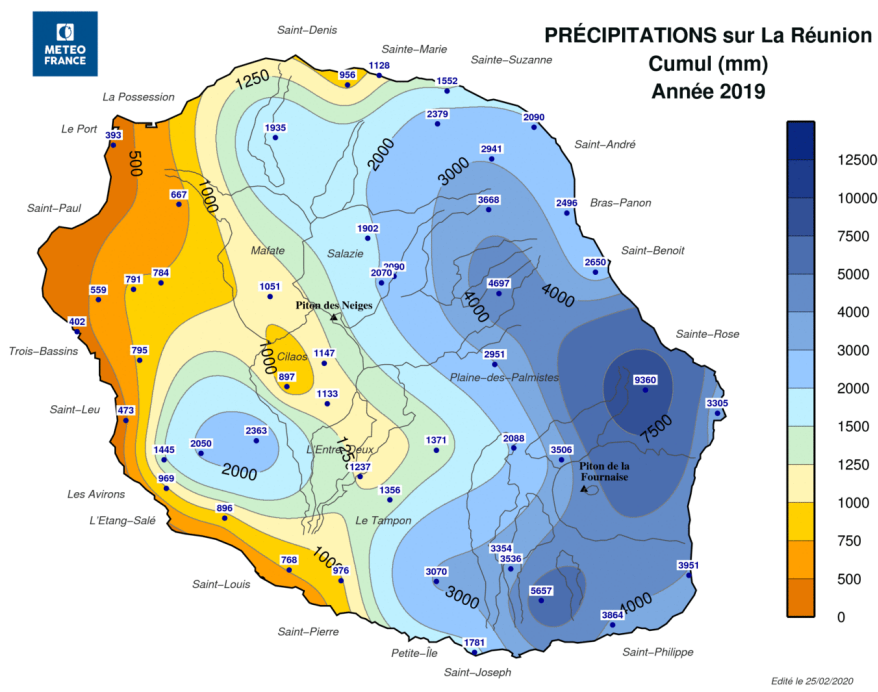 METEO
FRANCE
PRÉCIPITATIONS sur La Réunion
Cumul (mm)
Année 2019
Saint−Denis
Sainte−Marie
Sainte−Suzanne
1128
956
1250
1552
La Possession
Le Port
393
500
1935
2379
2090
2000
Saint−André
2941
3000
1000
667
3668
2496
Bras−Panon
Saint−Paul
1902
Mafate
Salazie
Saint−Benoit
2650
2090
2070
784
791
559
1051
4697
4000
4000
Piton des Neiges
402
Sainte−Rose
Trois−Bassins
795
1000
Cilaos
1147
2951
897
Plaine−des−Palmistes
9360
1133
3305
Saint−Leu
473
7500
1445
2050
2363
L'Entre−Deux
1250
1371
2088
3506
2000
1237
Piton de la
Fournaise
969
Les Avirons
1356
896
L'Etang−Salé
Le Tampon
1000
768
976
3354
3536
3070
3000
3951
5657
4000
3864
Saint−Louis
Saint−Pierre
1781
Petite−Île
Saint−Joseph
Saint−Philippe
12500
10000
7500
5000
4000
3000
2000
1500
1250
1000
750
500
0
Edité le 25/02/2020